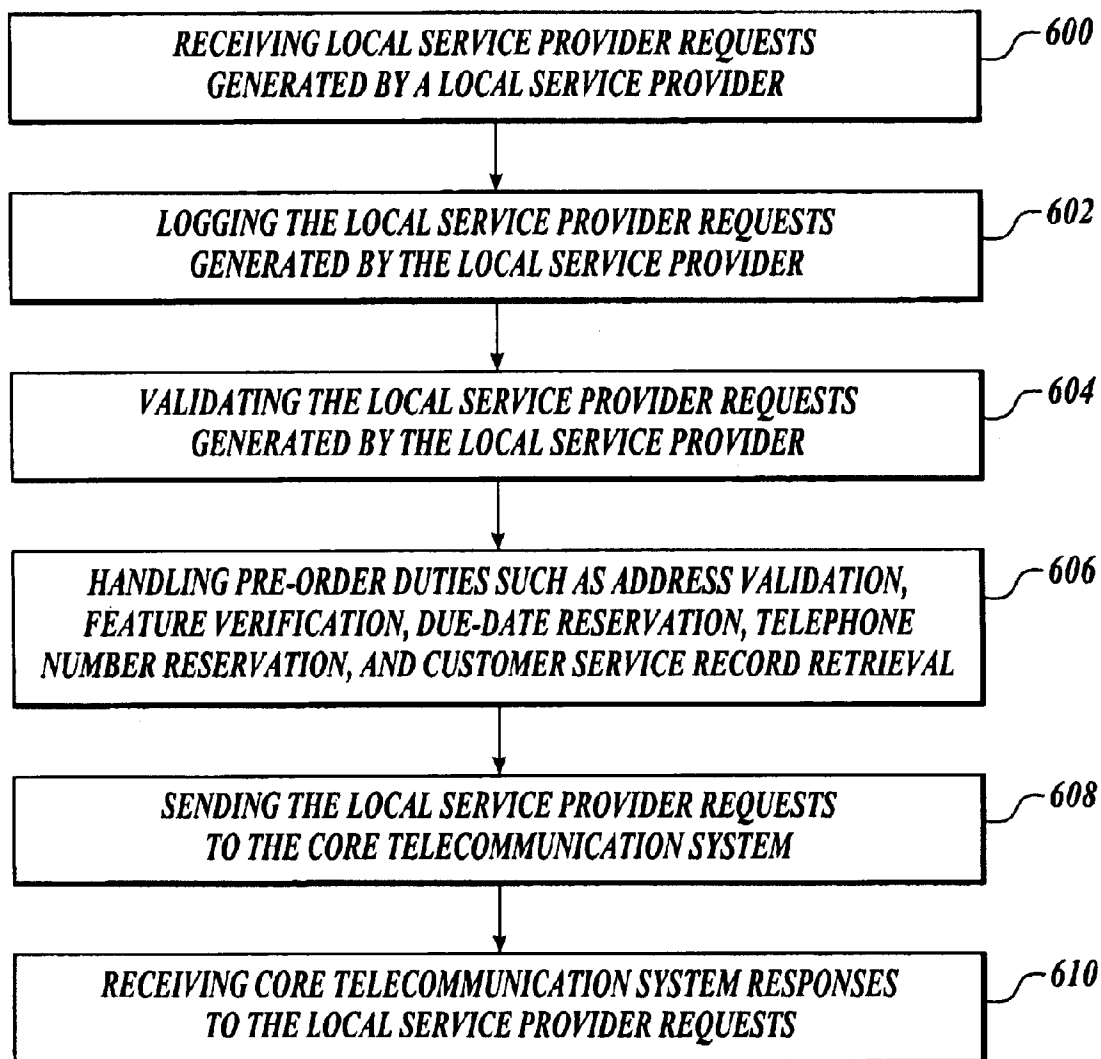 RECEIVING LOCAL SERVICE PROVIDER REQUESTS
GENERATED BY A LOCAL SERVICE PROVIDER
600
LOGGING THE LOCAL SERVICE PROVIDER REQUESTS
GENERATED BY THE LOCAL SERVICE PROVIDER
602
VALIDATING THE LOCAL SERVICE PROVIDER REQUESTS
GENERATED BY THE LOCAL SERVICE PROVIDER
604
HANDLING PRE-ORDER DUTIES SUCH AS ADDRESS VALIDATION,
FEATURE VERIFICATION, DUE-DATE RESERVATION, TELEPHONE
NUMBER RESERVATION, AND CUSTOMER SERVICE RECORD RETRIEVAL
606
SENDING THE LOCAL SERVICE PROVIDER REQUESTS
TO THE CORE TELECOMMUNICATION SYSTEM
608
RECEIVING CORE TELECOMMUNICATION SYSTEM RESPONSES
TO THE LOCAL SERVICE PROVIDER REQUESTS
610